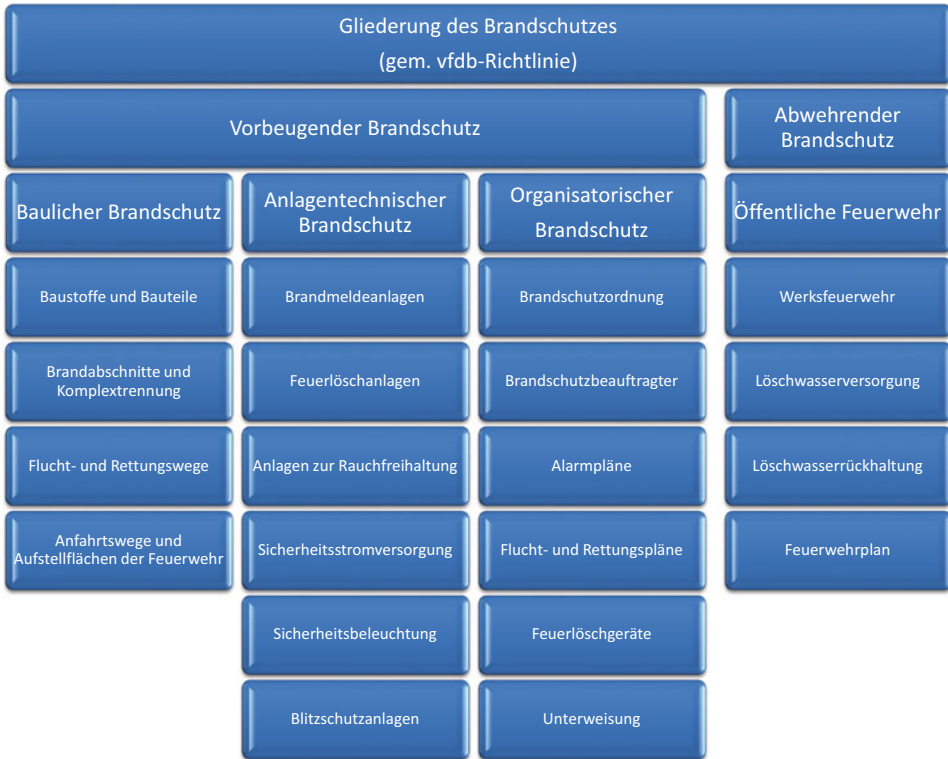 Gliederung des Brandschutzes
(gem. vfdb-Richtlinie)
Vorbeugender Brandschutz
Abwehrender
Brandschutz
Baulicher Brandschutz
Anlagentechnischer
Brandschutz
Organisatorischer
Brandschutz
Öffentliche Feuerwehr
Baustoffe und Bauteile
Brandmeldeanlagen
Brandschutzordnung
Werksfeuerwehr
Brandabschnitte und
Komplextrennung
Feuerlöschanlagen
Brandschutzbeauftragter
Löschwasserversorgung
Flucht- und Rettungswege
Anlagen zur Rauchfreihaltung
Alarmpläne
Löschwasserrückhaltung
Anfahrtswege und
Aufstellflächen der Feuerwehr
Sicherheitsstromversorgung
Flucht- und Rettungspläne
Feuerwehrplan
Sicherheitsbeleuchtung
Feuerlöschgeräte
Blitzschutzanlagen
Unterweisung